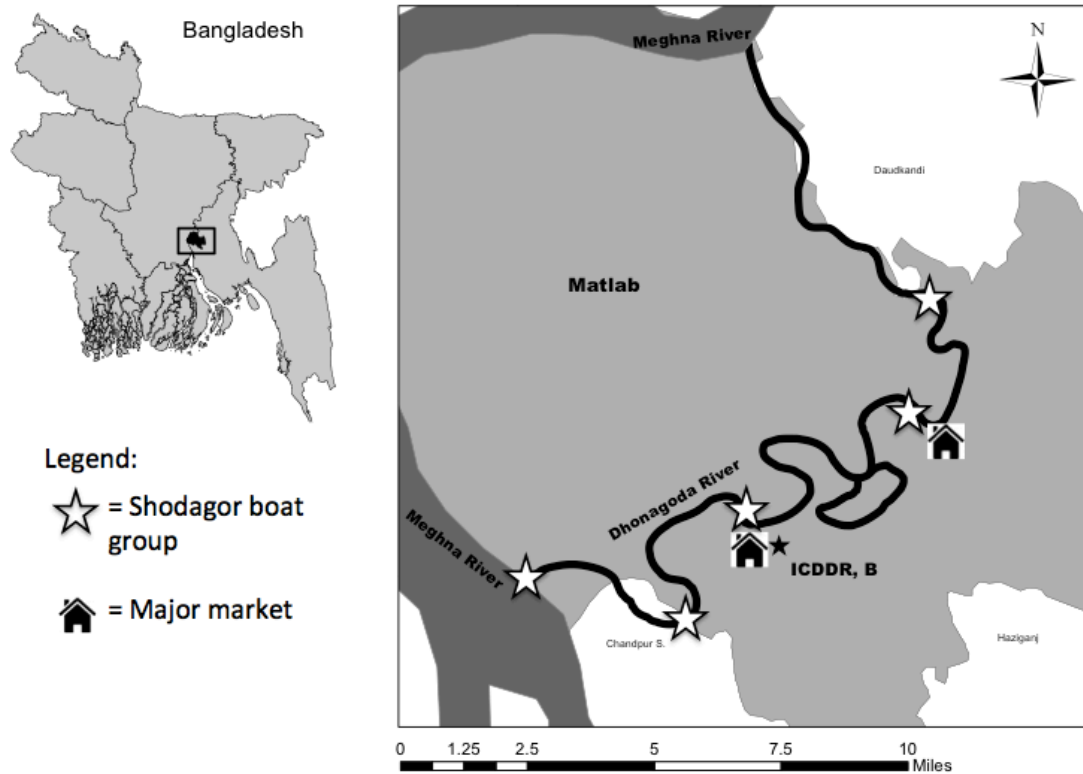 Bangladesh
Legend:
= Shodagor boat
group
= Major market
Meghna River
N
Daudkandi
Matlab
Dhonagoda River
Meghna River
ICDDR, B
Chandpur S.
Haziganj
0 1.25 2.5 5 7.5 10
Miles